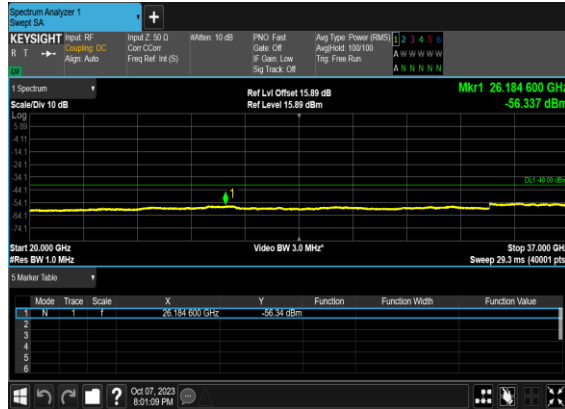 Spectrum Analyzer 1
Swept SA
+
KEYSIGHT
R T
LW
Input: RF
Coupling: DC
Align: Auto
Input Z: 50 Ω
Corr CCorr
Freq Ref: Int (S)
#Atten: 10 dB
PNO: Fast
Gate: Off
IF Gain: Low
Sig Track: Off
Avg Type: Power (RMS)
Avg|Hold: 100/100
Trig: Free Run
1 2 3 4 5 6
A W W W W W
A N N N N N
1 Spectrum
Scale/Div 10 dB
Ref Lvl Offset 15.89 dB
Ref Level 15.89 dBm
Mkr1 26.184 600 GHz
-56.337 dBm
Log
5.89
-4.11
-14.1
-24.1
-34.1
-44.1
-54.1
-64.1
-74.1
DL1 -40.00 dBm
1
Start 20.000 GHz
#Res BW 1.0 MHz
Video BW 3.0 MHz*
Stop 37.000 GHz
Sweep 29.3 ms (40001 pts)
5 Marker Table
Mode Trace Scale X Y Function Function Width Function Value
1 N 1 f 26.184 600 GHz -56.34 dBm
2
3
4
5
6
?
Oct 07, 2023
8:01:09 PM